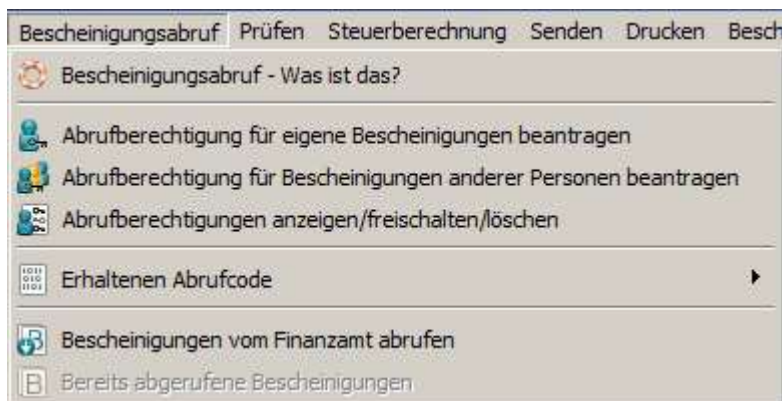 Bescheinigungsabruf Prüfen Steuerberechnung Senden Drucken Besch
Bescheinigungsabruf - Was ist das?
Abrufberechtigung für eigene Bescheinigungen beantragen
Abrufberechtigung für Bescheinigungen anderer Personen beantragen
Abrufberechtigungen anzeigen/freischalten/löschen
Erhaltenen Abrufcode
Bescheinigungen vom Finanzamt abrufen
Bereits abgerufene Bescheinigungen